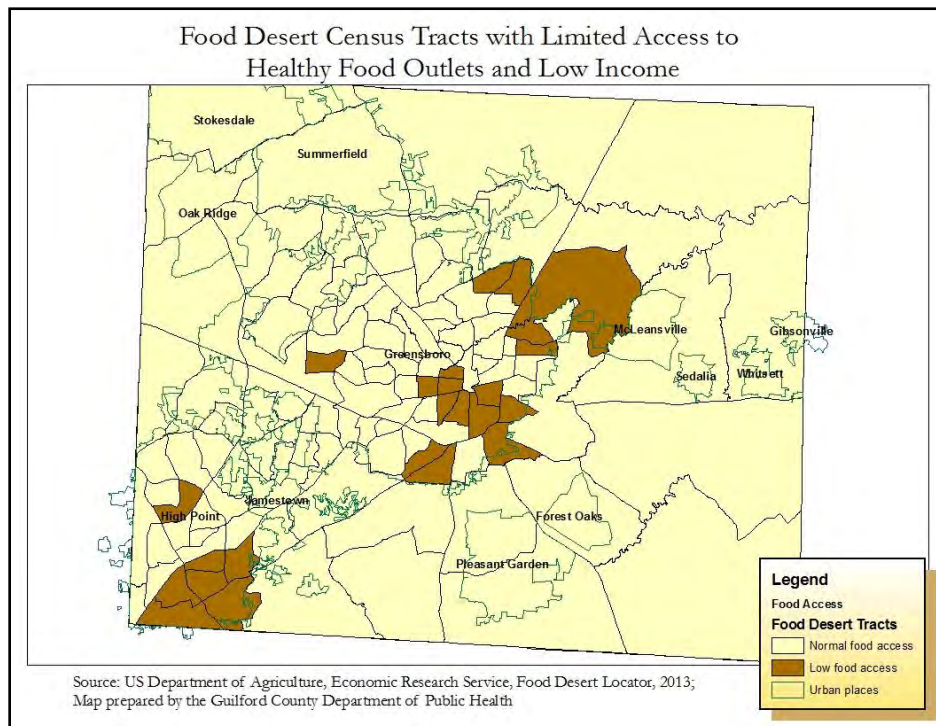 Food Desert Census Tracts with Limited Access to
Healthy Food Outlets and Low Income
Stokesdale
Summerfield
Oak Ridge
Greensboro
McLeansville
Gibsonville
Sedalia
Whitsett
Jamestown
High Point
Forest Oaks
Pleasant Garden
Legend
Food Access
Food Desert Tracts
Normal food access
Low food access
Urban places
Source: US Department of Agriculture, Economic Research Service, Food Desert Locator, 2013;
Map prepared by the Guilford County Department of Public Health